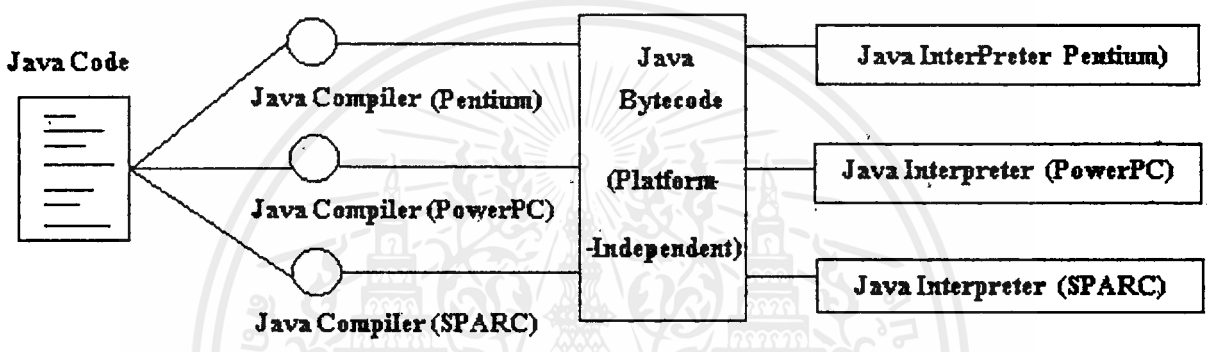 Java Code
Java Compiler (Pentium)
Java Compiler (PowerPC)
Java Compiler (SPARC)
Java
Bytecode
(Platform-
-Independent)
Java InterPreter Pentium)
Java Interpreter (PowerPC)
Java Interpreter (SPARC)